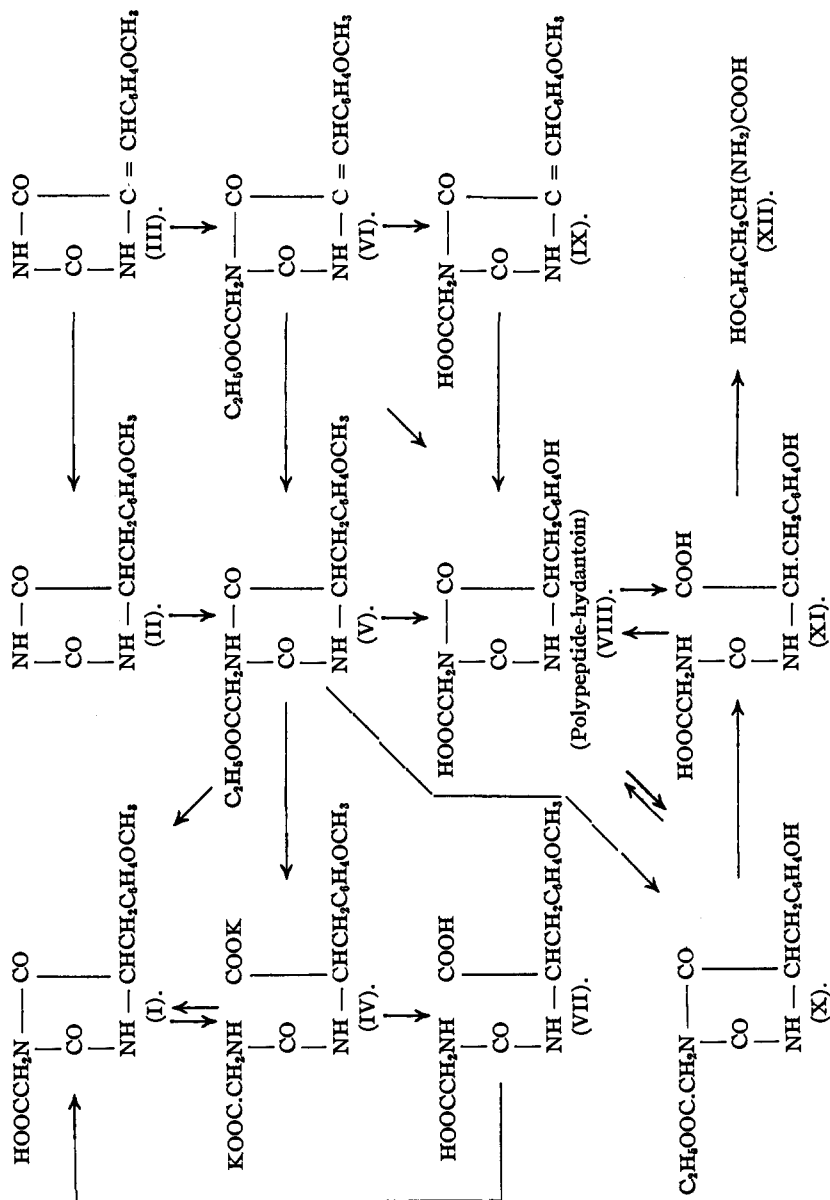 HOOCCH₂N — CO
— CO
NH — CHCH₂C₆H₄OCH₃
(I).
NH — CO
— CO
NH — CHCH₂C₆H₄OCH₃
(II).
NH — CO
— CO
NH — C = CHC₆H₄OCH₂
(III).
KOOC.CH₂NH COOK
— CO
NH — CHCH₂C₆H₄OCH₃
(IV).
C₂H₅OOCCH₂NH — CO
— CO
NH — CHCH₂C₆H₄OCH₃
(V).
C₂H₅OOCCH₂N — CO
— CO
NH — C = CHC₆H₄OCH₃
(VI).
HOOCCH₂NH COOH
— CO
NH — CHCH₂C₆H₄OCH₃
(VII).
HOOCCH₂N — CO
— CO
NH — CHCH₂C₆H₄OH
(Polypeptide-hydantoin)
(VIII).
HOOCCH₂N — CO
— CO
NH — C = CHC₆H₄OCH₃
(IX).
C₂H₅OOC.CH₂N — CO
— CO
NH — CHCH₂C₆H₄OH
(X).
HOOCCH₂NH COOH
— CO
NH — CH.CH₂C₆H₄OH
(XI).
HOC₆H₄CH₂CH(NH₂)COOH
(XII).